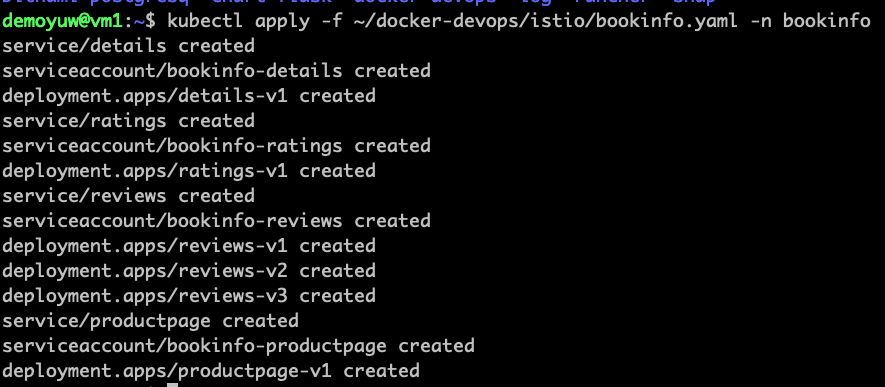 demoyuw@vm1:~$ kubectl apply -f ~/docker-devops/istio/bookinfo.yaml -n bookinfo
service/details created
serviceaccount/bookinfo-details created
deployment.apps/details-v1 created
service/ratings created
serviceaccount/bookinfo-ratings created
deployment.apps/ratings-v1 created
service/reviews created
serviceaccount/bookinfo-reviews created
deployment.apps/reviews-v1 created
deployment.apps/reviews-v2 created
deployment.apps/reviews-v3 created
service/productpage created
serviceaccount/bookinfo-productpage created
deployment.apps/productpage-v1 created